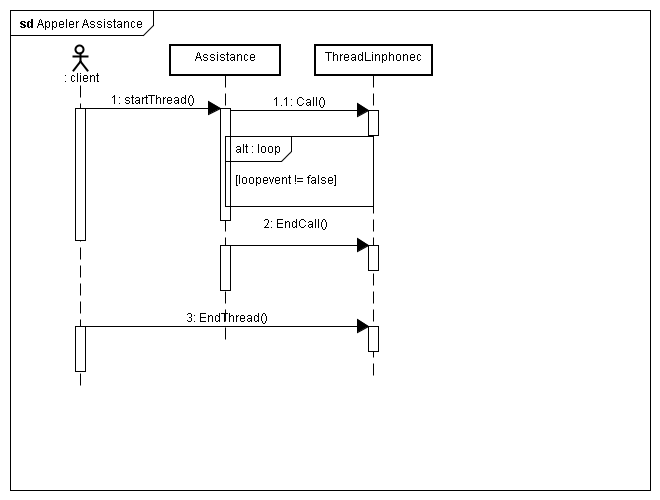 sd Appeler Assistance
: client
Assistance
ThreadLinphonec
1: startThread()
1.1: Call()
alt : loop
[loopevent != false]
2: EndCall()
3: EndThread()